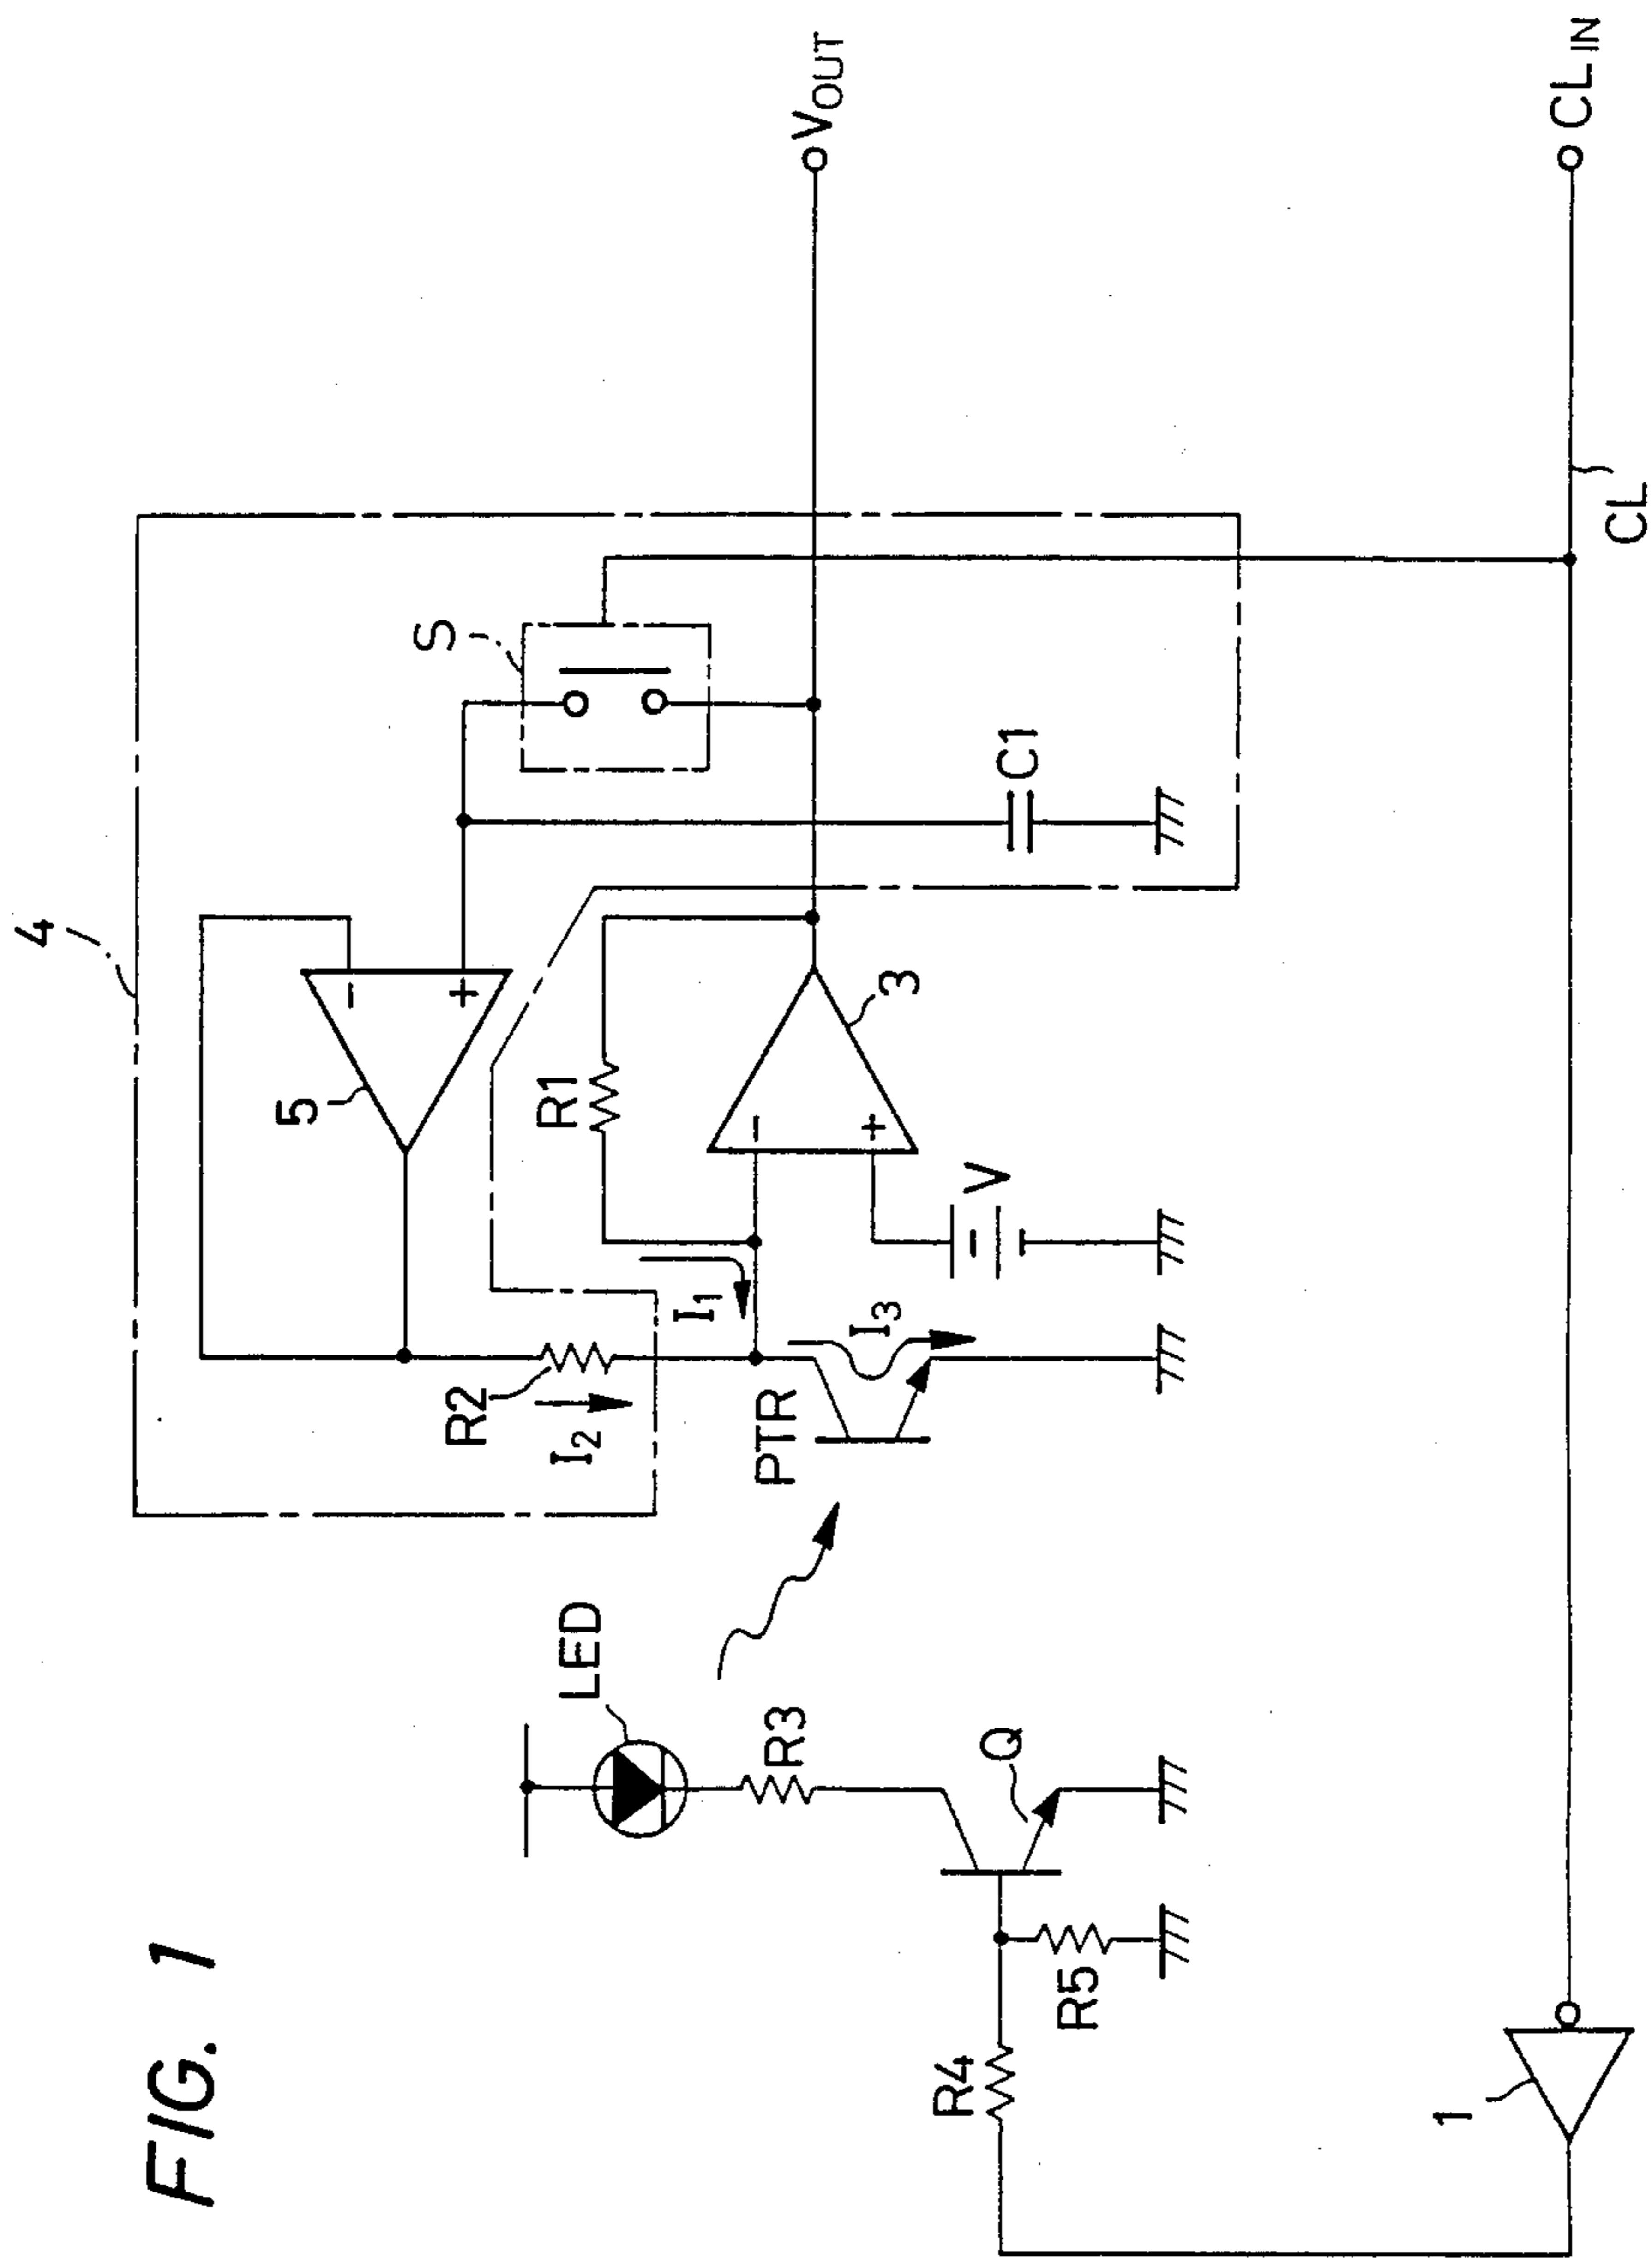 FIG. 1
4
5
S
R2
I2
R1
I1
3
C1
V
VOUT
LED
PTR
I3
R3
Q
R4
R5
1
CL
CLIN
-
+
-
+